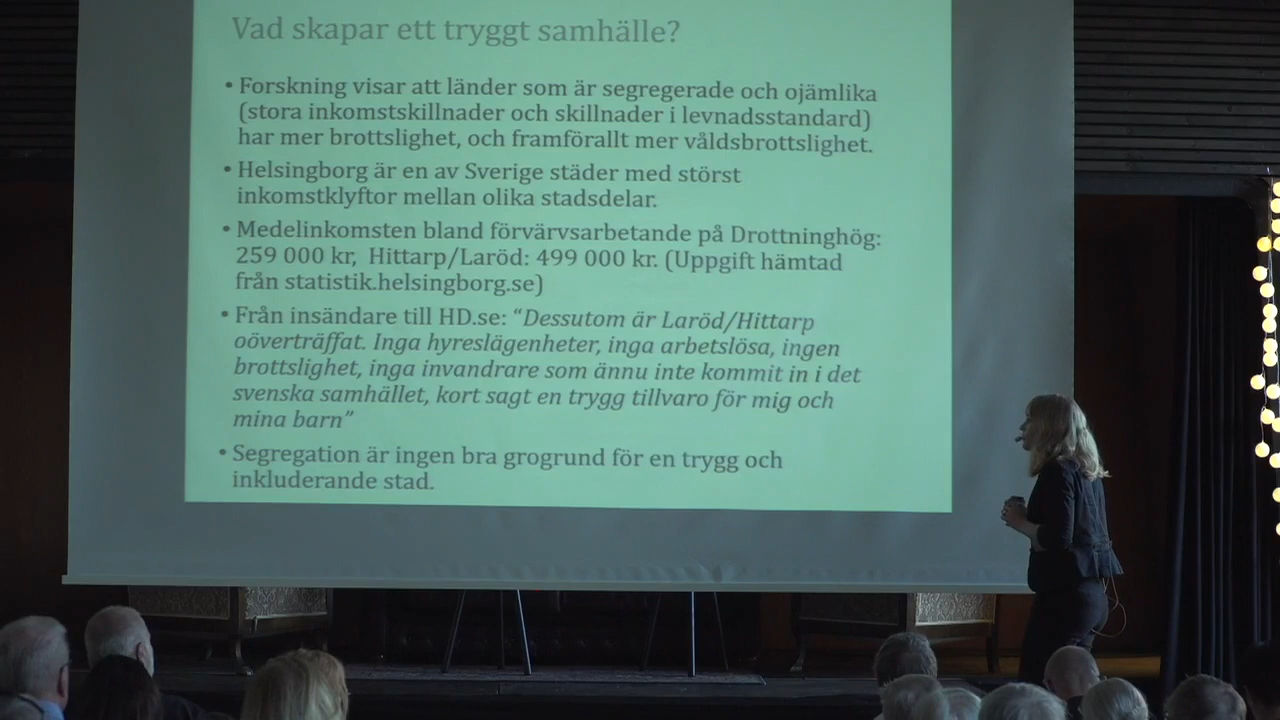 Vad skapar ett tryggt samhälle?
• Forskning visar att länder som är segregerade och ojämlika
(stora inkomstskillnader och skillnader i levnadsstandard)
har mer brottslighet, och framförallt mer våldsbrottslighet.
• Helsingborg är en av Sverige städer med störst
inkomstklyftor mellan olika stadsdelar.
• Medelinkomsten bland förvärvsarbetande på Drottninghög:
259 000 kr, Hittarp/Laröd: 499 000 kr. (Uppgift hämtad
från statistik.helsingborg.se)
• Från insändare till HD.se: “Dessutom är Laröd/Hittarp
oöverträffat. Inga hyreslägenheter, inga arbetslösa, ingen
brottslighet, inga invandrare som ännu inte kommit in i det
svenska samhället, kort sagt en trygg tillvaro för mig och
mina barn”
• Segregation är ingen bra grogrund för en trygg och
inkluderande stad.